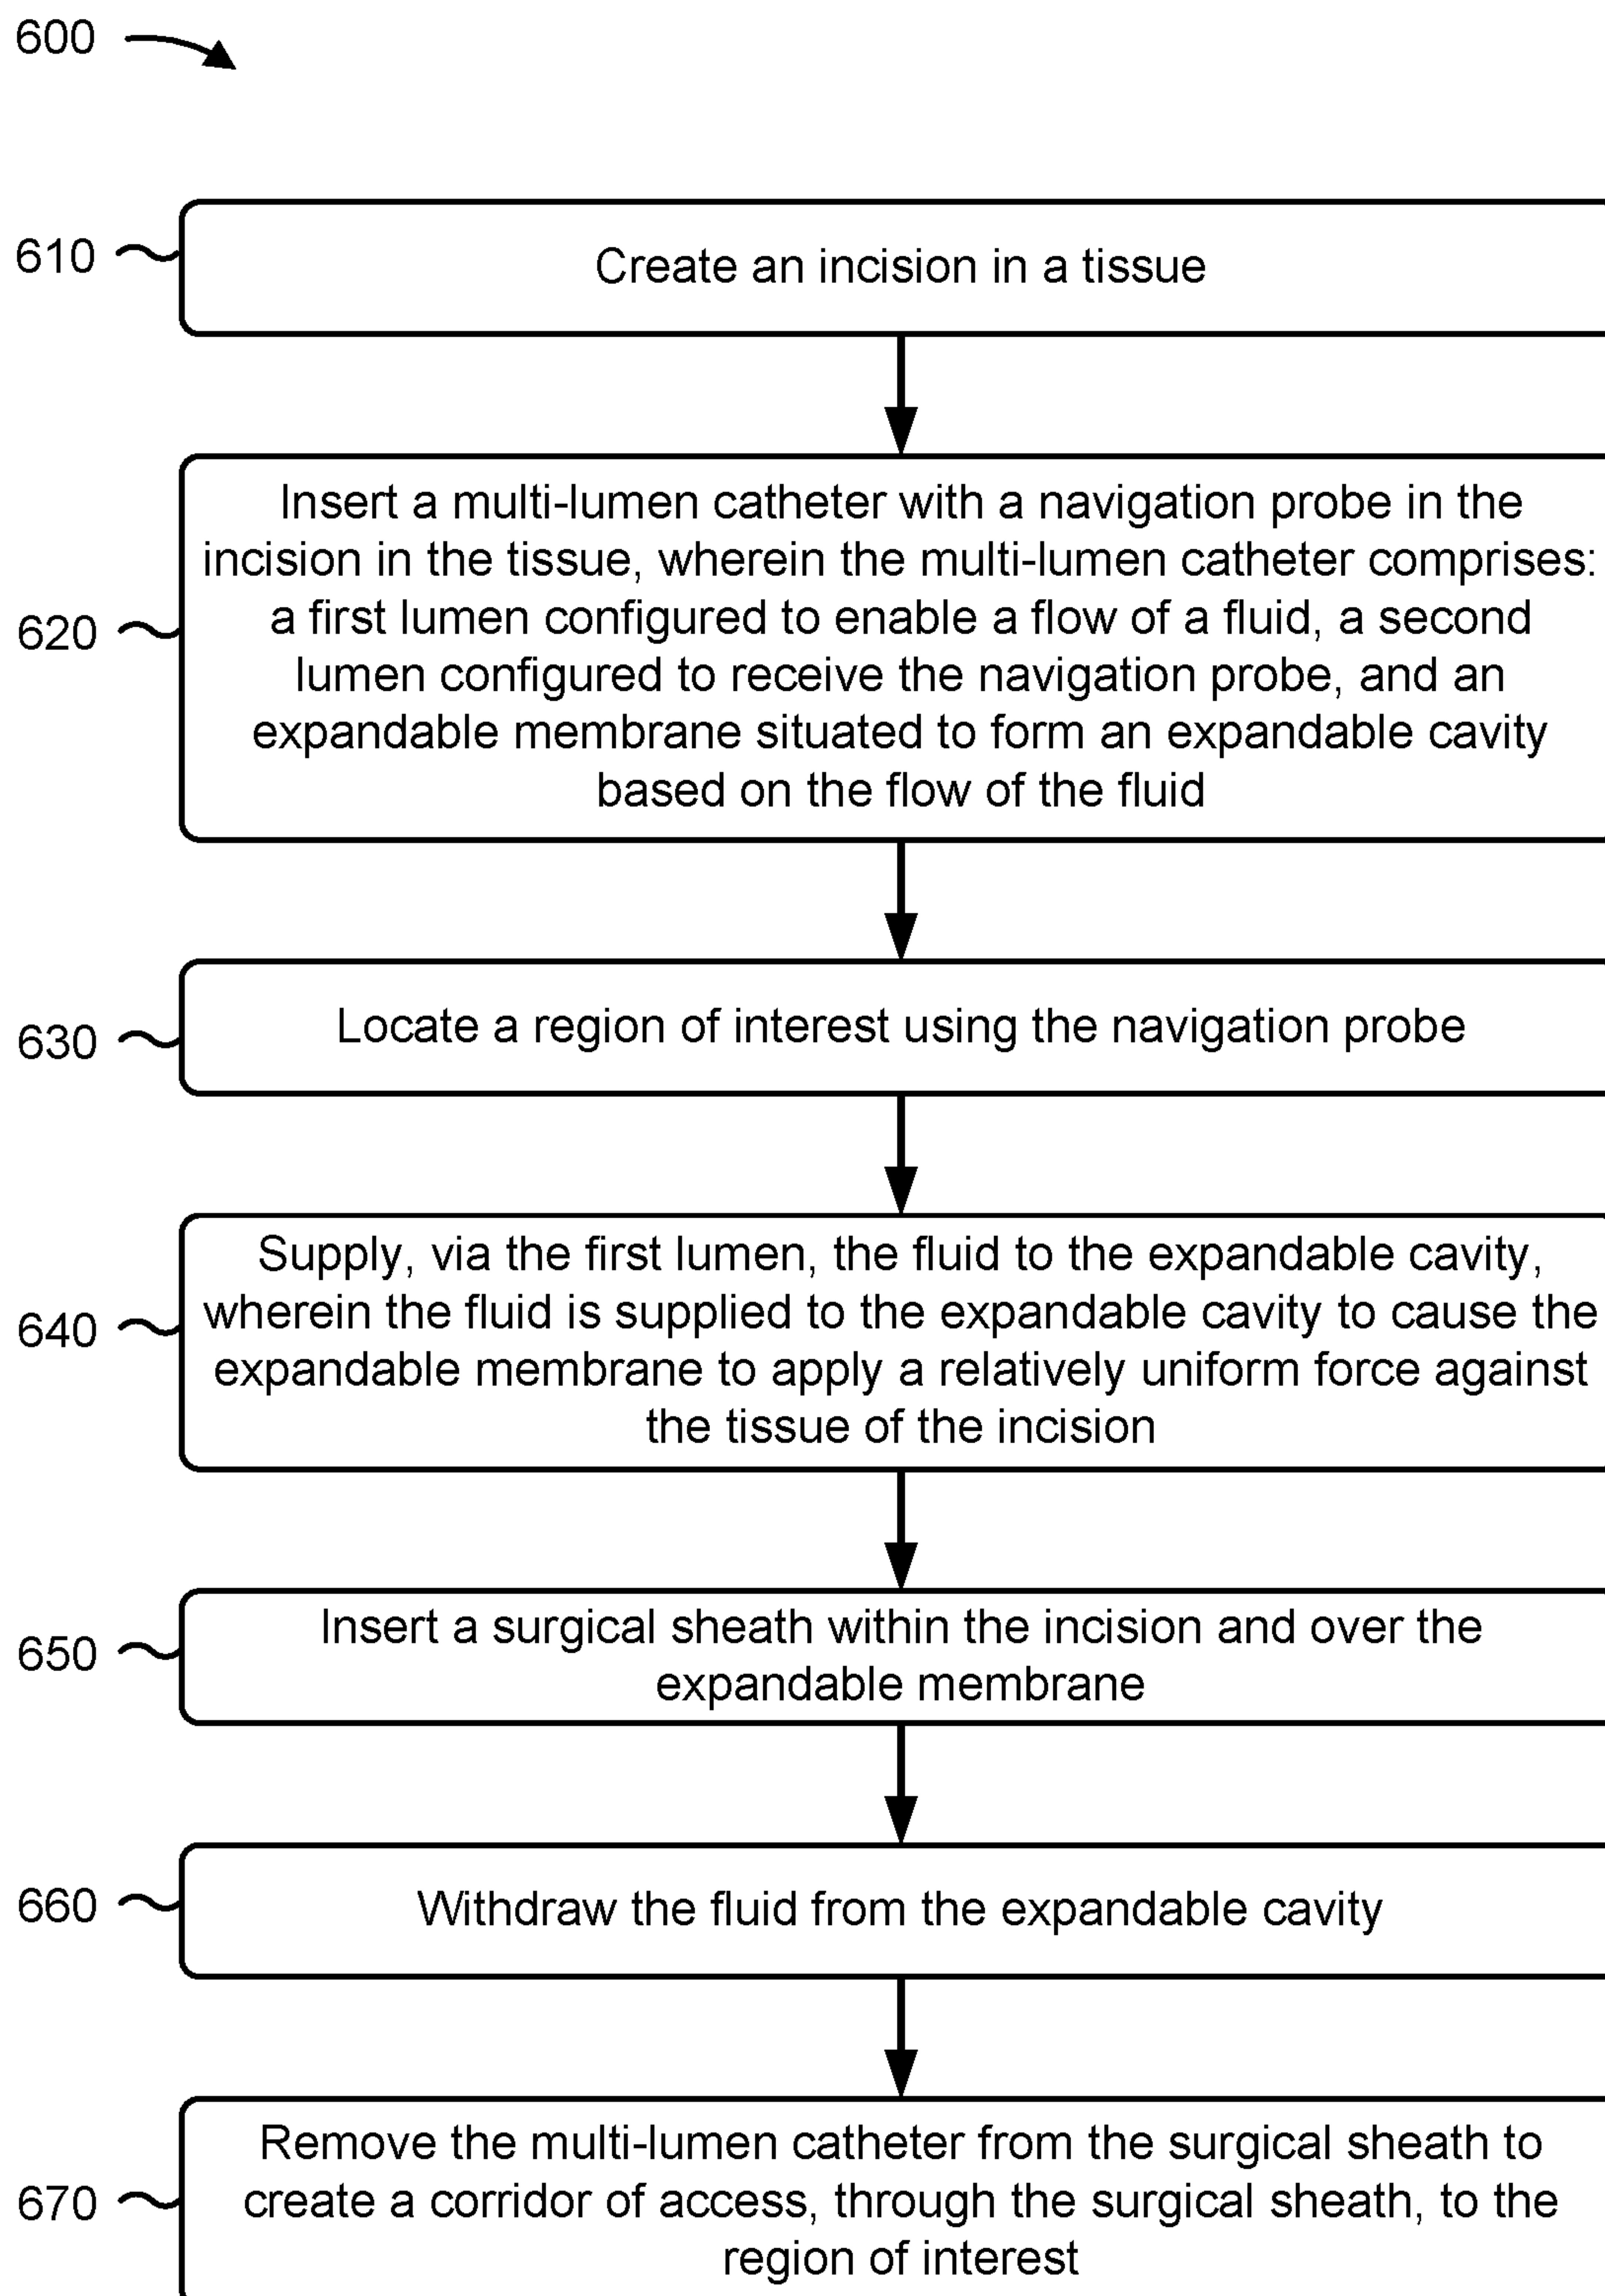 600
610
Create an incision in a tissue
Insert a multi-lumen catheter with a navigation probe in the
incision in the tissue, wherein the multi-lumen catheter comprises:
620
a first lumen configured to enable a flow of a fluid, a second
lumen configured to receive the navigation probe, and an
expandable membrane situated to form an expandable cavity
based on the flow of the fluid
630
Locate a region of interest using the navigation probe
Supply, via the first lumen, the fluid to the expandable cavity,
640
wherein the fluid is supplied to the expandable cavity to cause the
expandable membrane to apply a relatively uniform force against
the tissue of the incision
650
Insert a surgical sheath within the incision and over the
expandable membrane
660
Withdraw the fluid from the expandable cavity
670
Remove the multi-lumen catheter from the surgical sheath to
create a corridor of access, through the surgical sheath, to the
region of interest